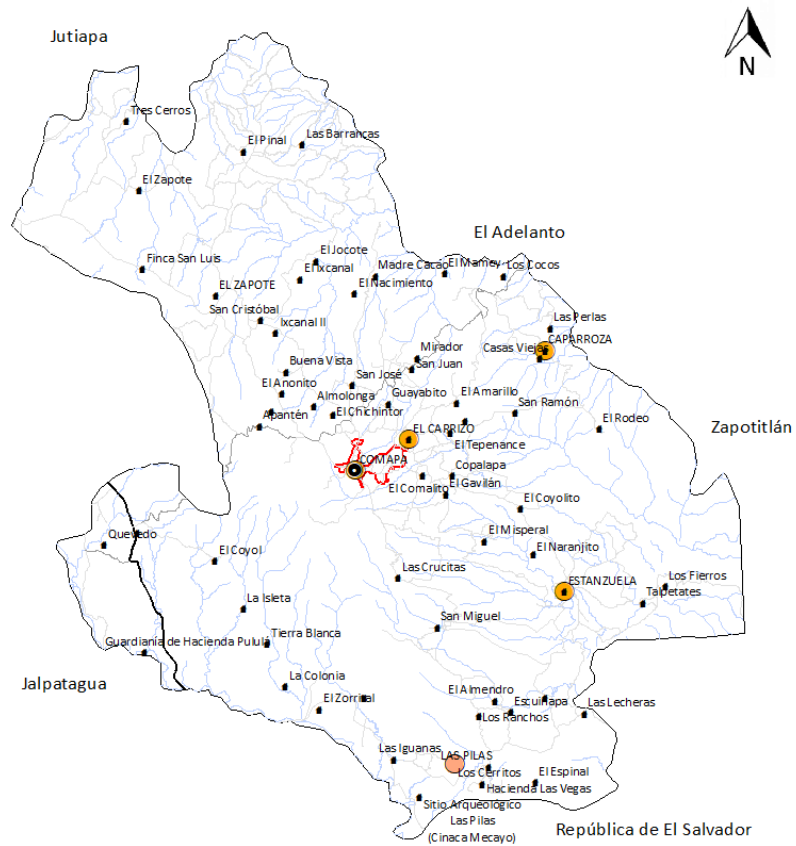 Jutiapa
N
Tres Cerros
Las Barrancas
El Pinal
El Zapote
El Adelanto
El Jocote
Finca San Luis
El Ixcanal
Madre Cacao
El Mamey
Los Cocos
EL ZAPOTE
El Nacimiento
San Cristóbal
Ixcanal II
Las Perlas
CAPARROZA
Mirador
Casas Viejas
Buena Vista
San Juan
San José
El Anonito
Almolonga
Guayabito
El Amarillo
San Ramón
Apantén
El Chichintor
El Rodeo
Zapotitlán
EL CARRIZO
El Tepenance
COMAPA
Copalapa
El Comalito
El Gavilán
El Coyolito
Quevedo
El Misperal
El Coyol
El Naranjito
Las Crucitas
ESTANZUELA
Los Fierros
Talpetates
La Isleta
San Miguel
Guardianía de Hacienda Pululá
Tierra Blanca
Jalpatagua
La Colonia
El Almendro
Escuinapa
Las Lecheras
El Zorrital
Los Ranchos
Las Iguanas
LAS PILAS
Los Cerritos
El Espinal
Hacienda Las Vegas
Sitio Arqueológico
Las Pilas
(Cinaca Mecayo)
República de El Salvador